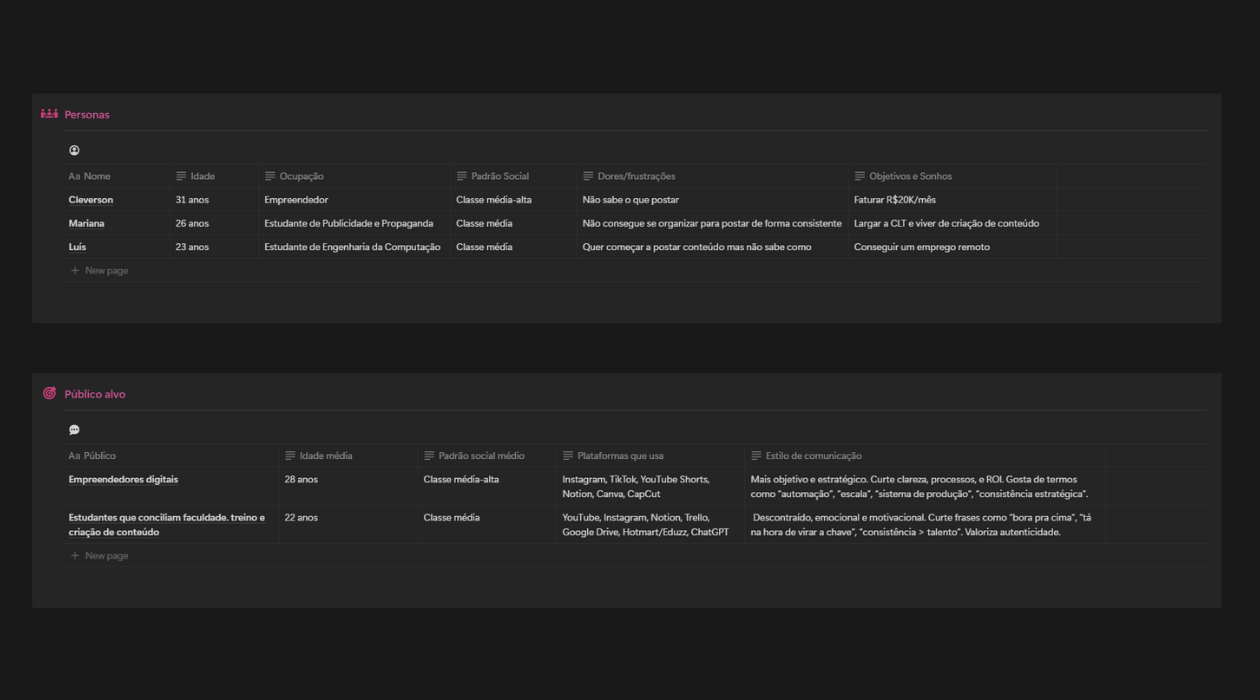 Personas
Aa Nome Idade Ocupação Padrão Social Dores/frustrações Objetivos e Sonhos
Cleverson 31 anos Empreendedor Classe média-alta Não sabe o que postar Faturar R$20K/mês
Mariana 26 anos Estudante de Publicidade e Propaganda Classe média Não consegue se organizar para postar de forma consistente Largar a CLT e viver de criação de conteúdo
Luís 23 anos Estudante de Engenharia da Computação Classe média Quer começar a postar conteúdo mas não sabe como Conseguir um emprego remoto
+ New page
Público alvo
Aa Público Idade média Padrão social médio Plataformas que usa Estilo de comunicação
Empreendedores digitais 28 anos Classe média-alta Instagram, TikTok, YouTube Shorts, Mais objetivo e estratégico. Curte clareza, processos, e ROI. Gosta de termos
Notion, Canva, CapCut como “automação”, “escala”, “sistema de produção”, “consistência estratégica”.
Estudantes que conciliam faculdade. treino e 22 anos Classe média YouTube, Instagram, Notion, Trello, Descontraído, emocional e motivacional. Curte frases como “bora pra cima”, “tá
criação de conteúdo Google Drive, Hotmart/Eduzz, ChatGPT na hora de virar a chave”, “consistência > talento”. Valoriza autenticidade.
+ New page